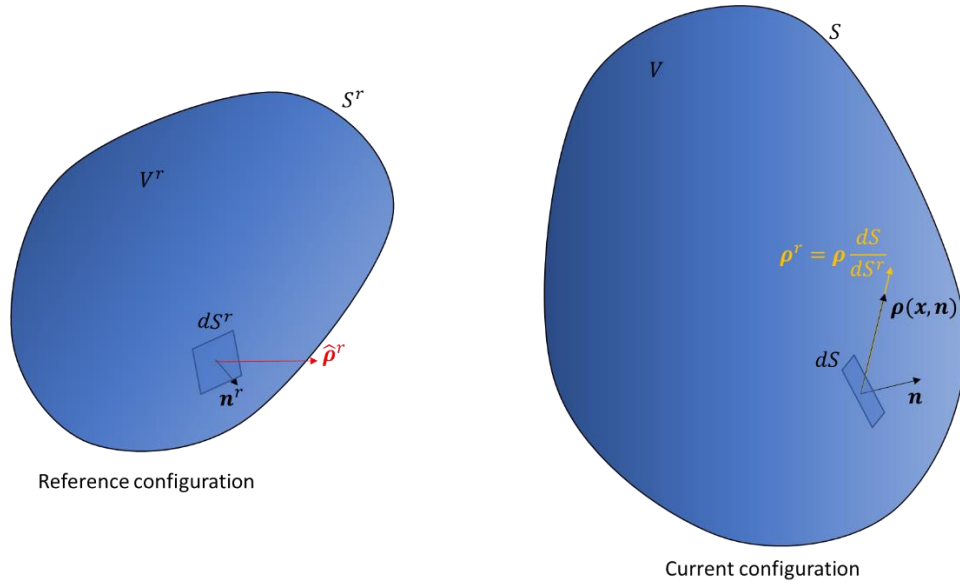 S^r
V^r
dS^r
ρ̂^r
n^r
Reference configuration
S
V
ρ^r = ρ dS/dS^r
ρ(x, n)
dS
n
Current configuration